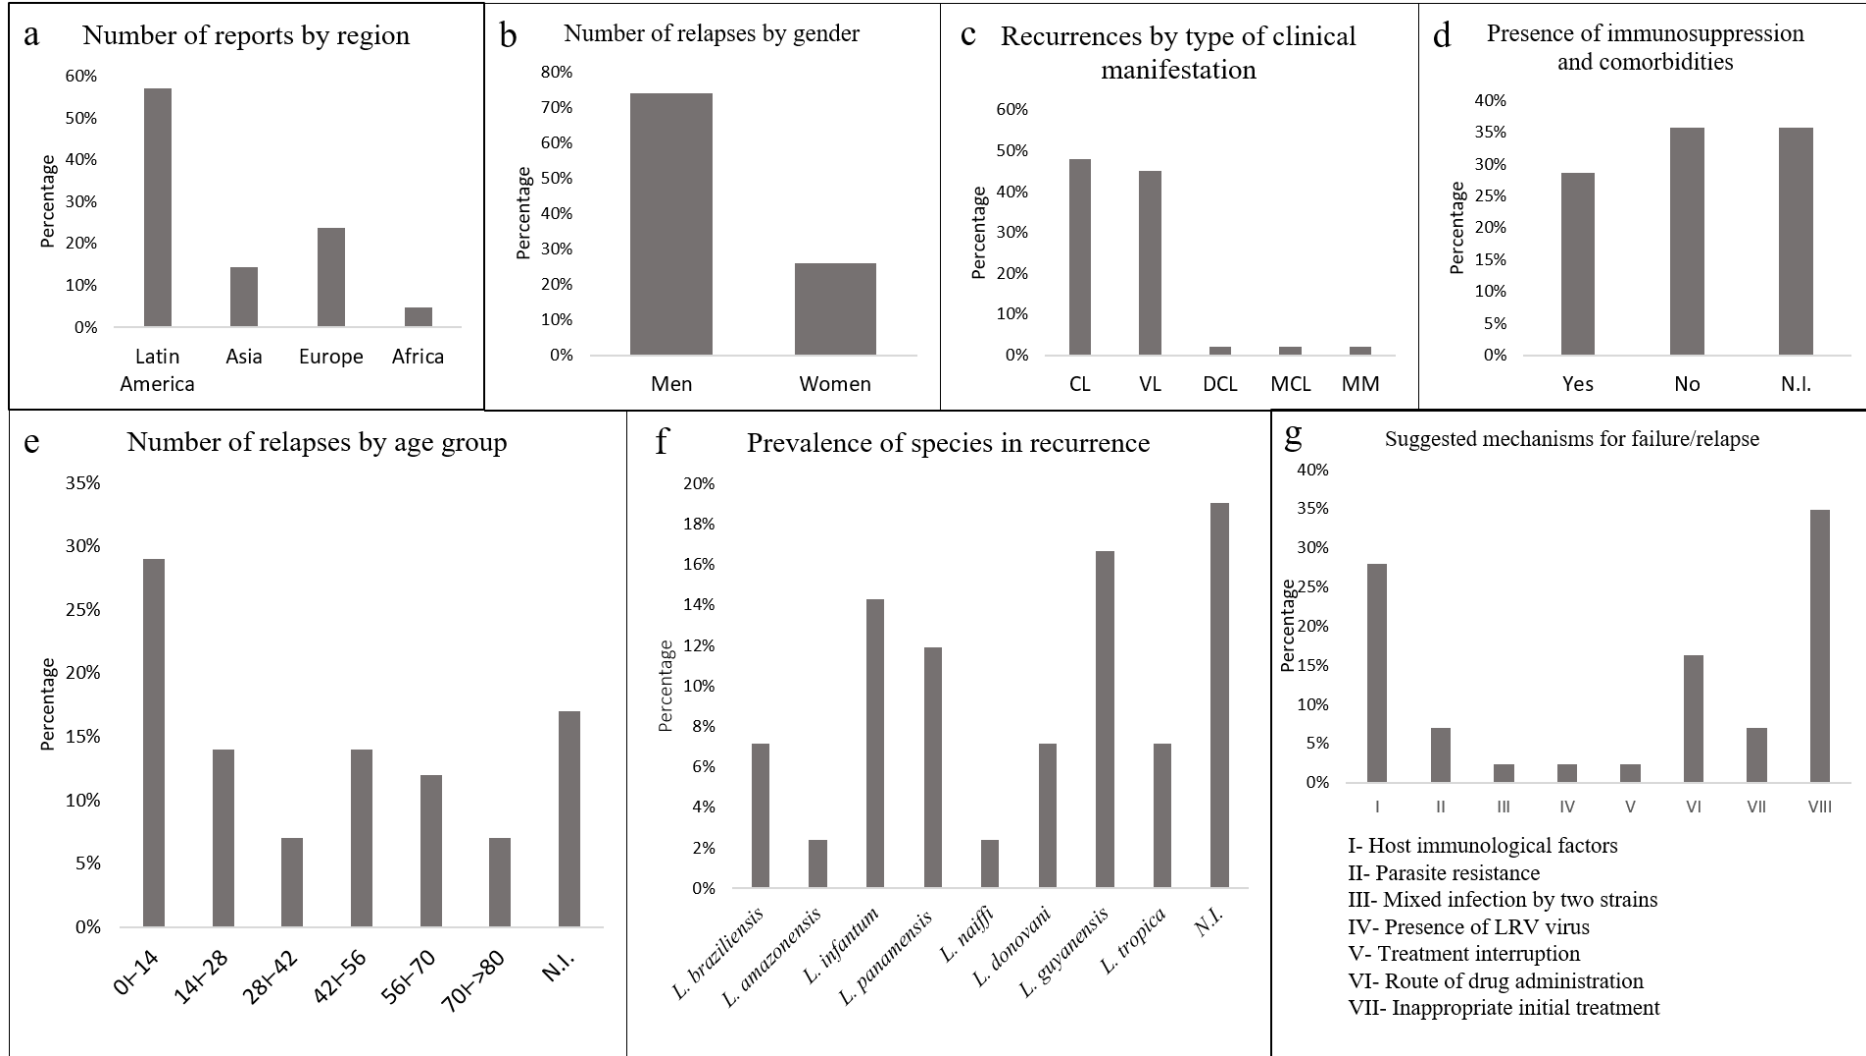 a
Number of reports by region
60%
50%
40%
30%
20%
10%
0%
Percentage
Latin America
Asia
Europe
Africa
b
Number of relapses by gender
80%
70%
60%
50%
40%
30%
20%
10%
0%
Percentage
Men
Women
c
Recurrences by type of clinical
manifestation
60%
50%
40%
30%
20%
10%
0%
Percentage
CL
VL
DCL
MCL
MM
d
Presence of immunosuppression
and comorbidities
40%
35%
30%
25%
20%
15%
10%
5%
0%
Percentage
Yes
No
N.I.
e
Number of relapses by age group
35%
30%
25%
20%
15%
10%
5%
0%
Percentage
0I–14
14I–28
28I–42
42I–56
56I–70
70I–>80
N.I.
f
Prevalence of species in recurrence
20%
18%
16%
14%
12%
10%
8%
6%
4%
2%
0%
Percentage
L. braziliensis
L. amazonensis
L. infantum
L. panamensis
L. naiffi
L. donovani
L. guyanensis
L. tropica
N.I.
g
Suggested mechanisms for failure/relapse
40%
35%
30%
25%
20%
15%
10%
5%
0%
Percentage
I
II
III
IV
V
VI
VII
VIII
I- Host immunological factors
II- Parasite resistance
III- Mixed infection by two strains
IV- Presence of LRV virus
V- Treatment interruption
VI- Route of drug administration
VII- Inappropriate initial treatment